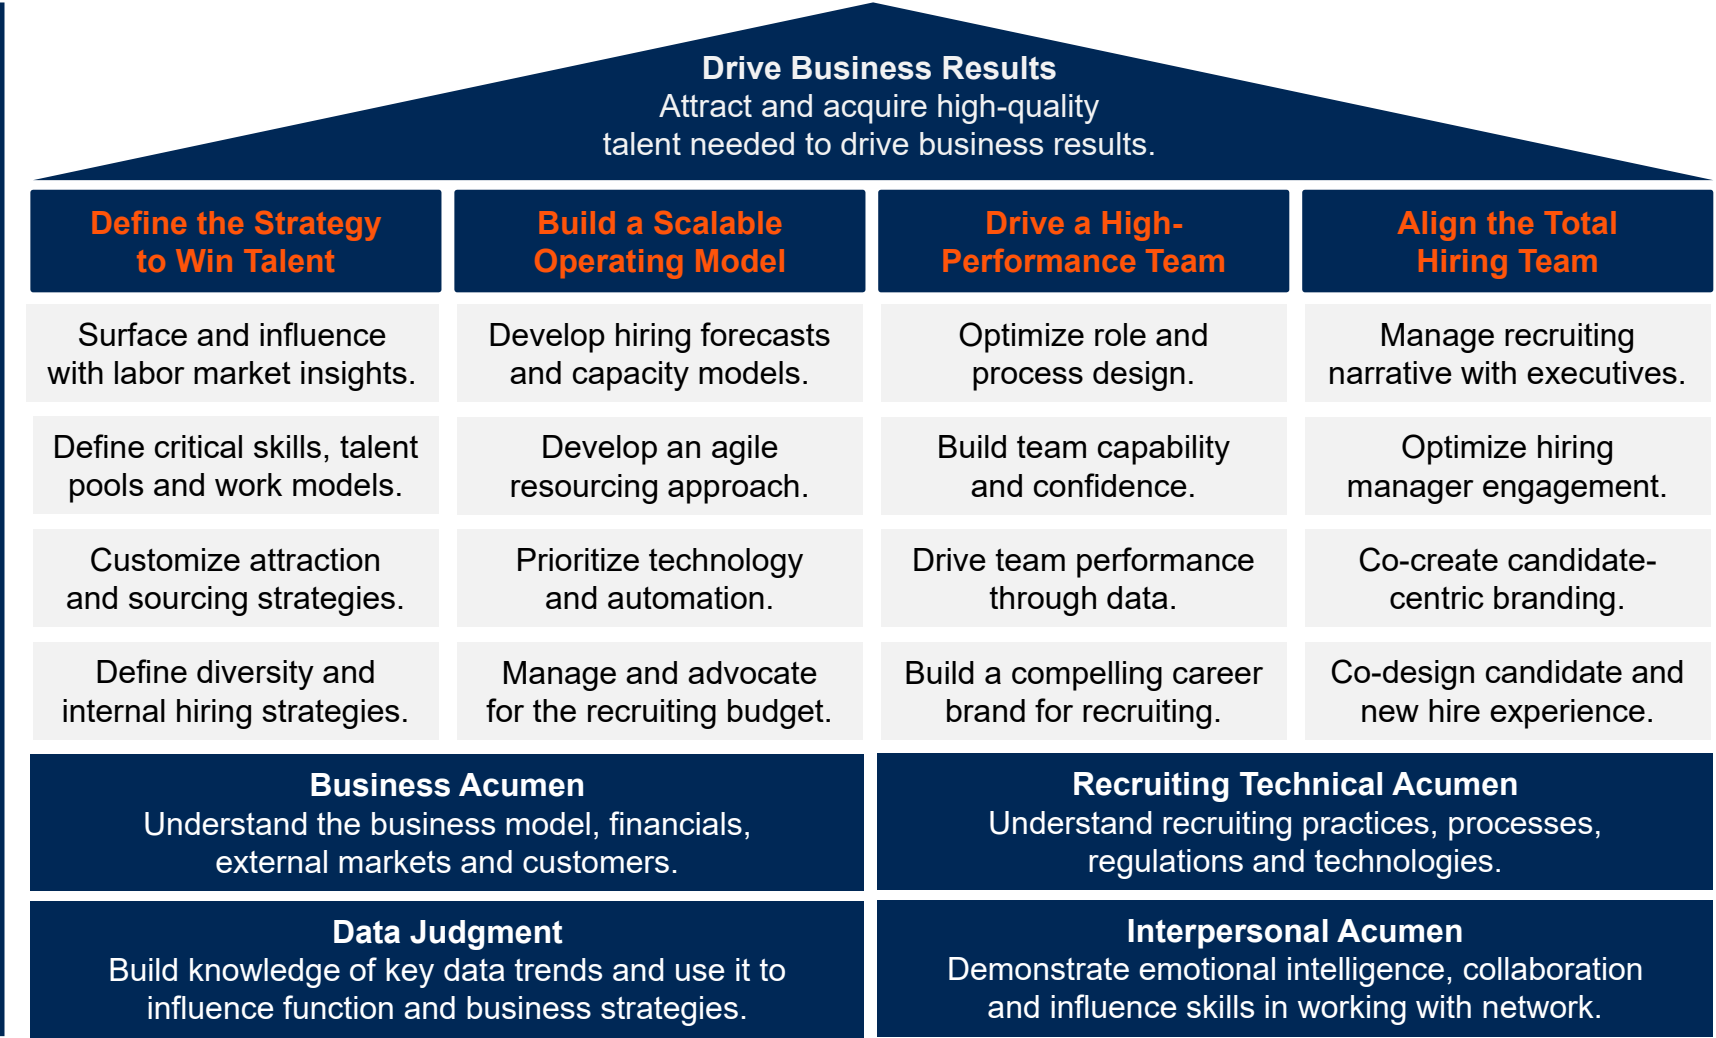 Drive Business Results
Attract and acquire high-quality
talent needed to drive business results.
Define the Strategy
to Win Talent
Surface and influence
with labor market insights.
Define critical skills, talent
pools and work models.
Customize attraction
and sourcing strategies.
Define diversity and
internal hiring strategies.
Build a Scalable
Operating Model
Develop hiring forecasts
and capacity models.
Develop an agile
resourcing approach.
Prioritize technology
and automation.
Manage and advocate
for the recruiting budget.
Drive a High-
Performance Team
Optimize role and
process design.
Build team capability
and confidence.
Drive team performance
through data.
Build a compelling career
brand for recruiting.
Align the Total
Hiring Team
Manage recruiting
narrative with executives.
Optimize hiring
manager engagement.
Co-create candidate-
centric branding.
Co-design candidate and
new hire experience.
Business Acumen
Understand the business model, financials,
external markets and customers.
Recruiting Technical Acumen
Understand recruiting practices, processes,
regulations and technologies.
Data Judgment
Build knowledge of key data trends and use it to
influence function and business strategies.
Interpersonal Acumen
Demonstrate emotional intelligence, collaboration
and influence skills in working with network.